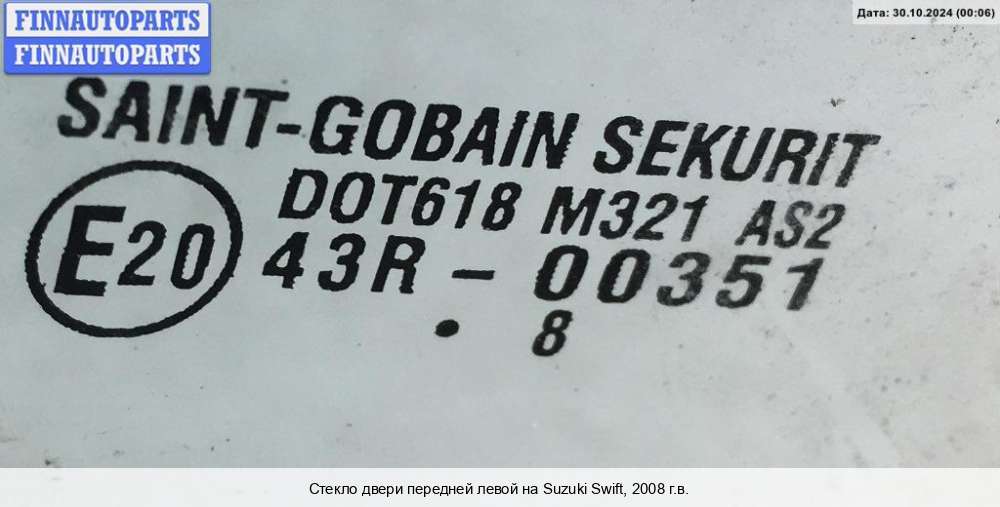 FINNAUTOPARTS
FINNAUTOPARTS
Дата: 30.10.2024 (00:06)
SAINT-GOBAIN SEKURIT
DOT618 M321 AS2
E20 43R - 00351
. 8
Стекло двери передней левой на Suzuki Swift, 2008 г.в.